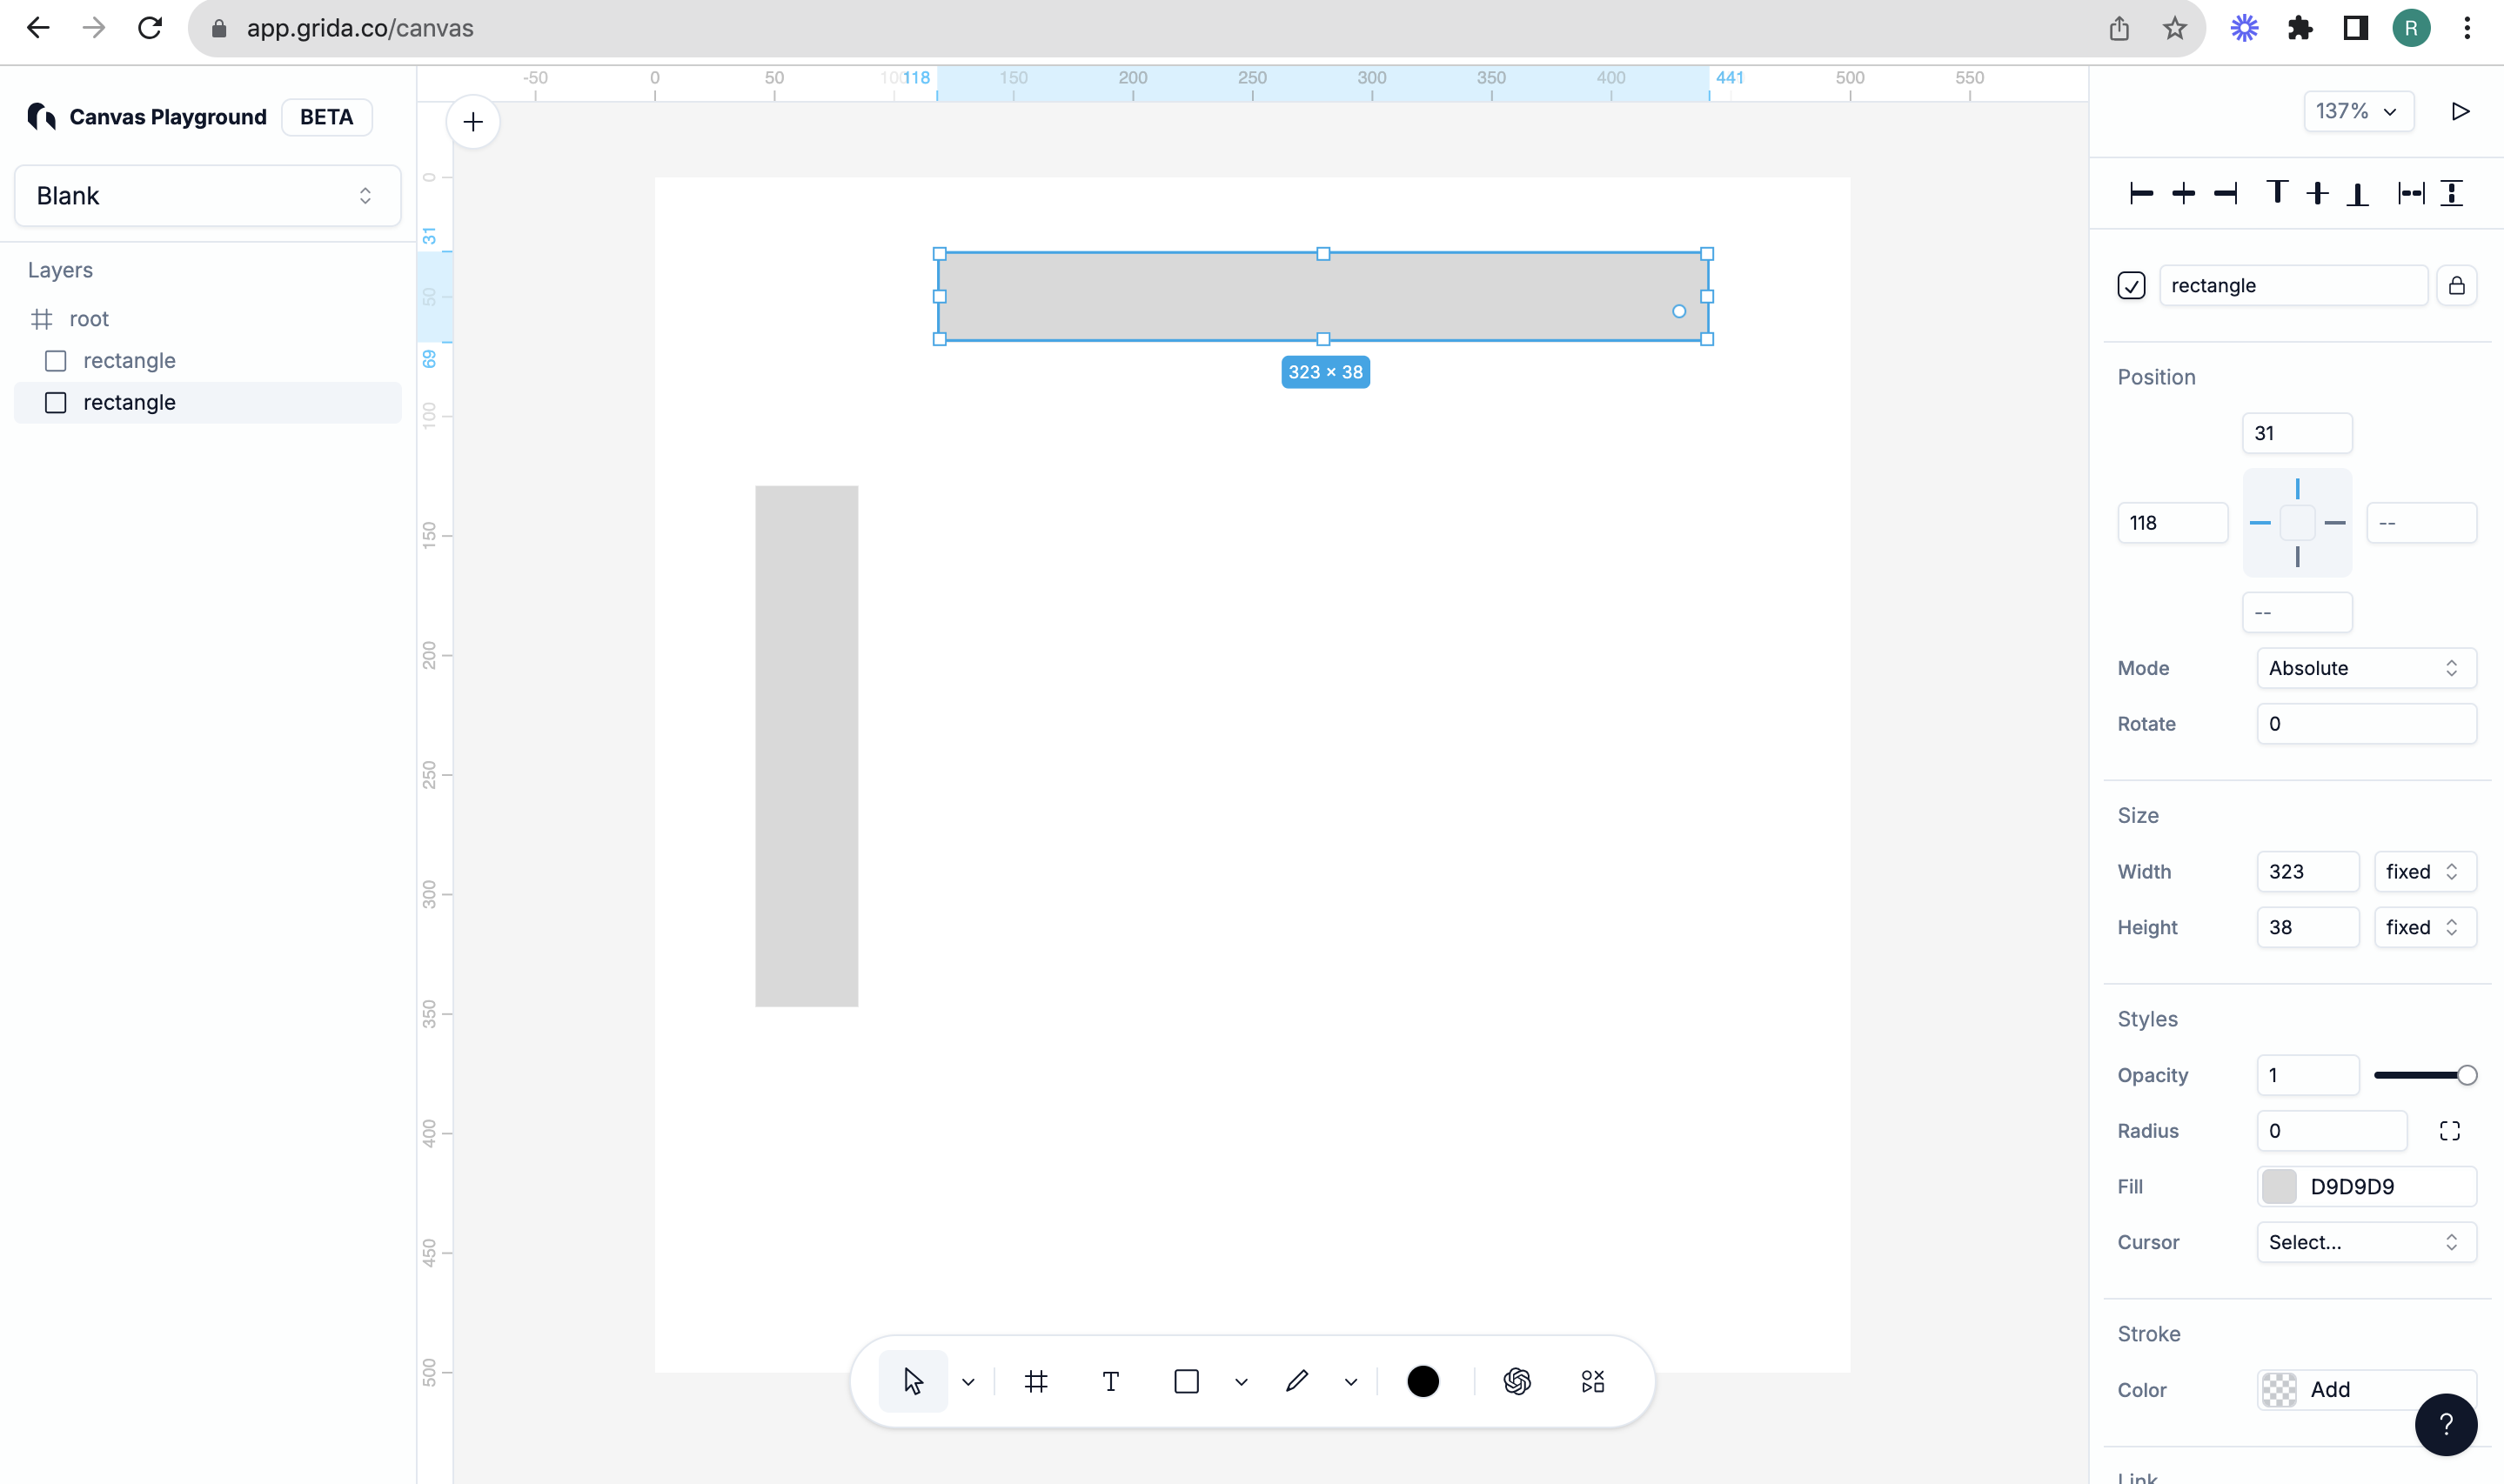 app.grida.co/canvas
R
Canvas Playground BETA
Blank
Layers
root
rectangle
rectangle
-50 0 50 100 118 150 200 250 300 350 400 441 500 550
0
31
50
69
100
150
200
250
300
350
400
450
500
323 × 38
137%
rectangle
Position
31
118 --
--
Mode Absolute
Rotate 0
Size
Width 323 fixed
Height 38 fixed
Styles
Opacity 1
Radius 0
Fill D9D9D9
Cursor Select...
Stroke
Color Add
?
Link
T